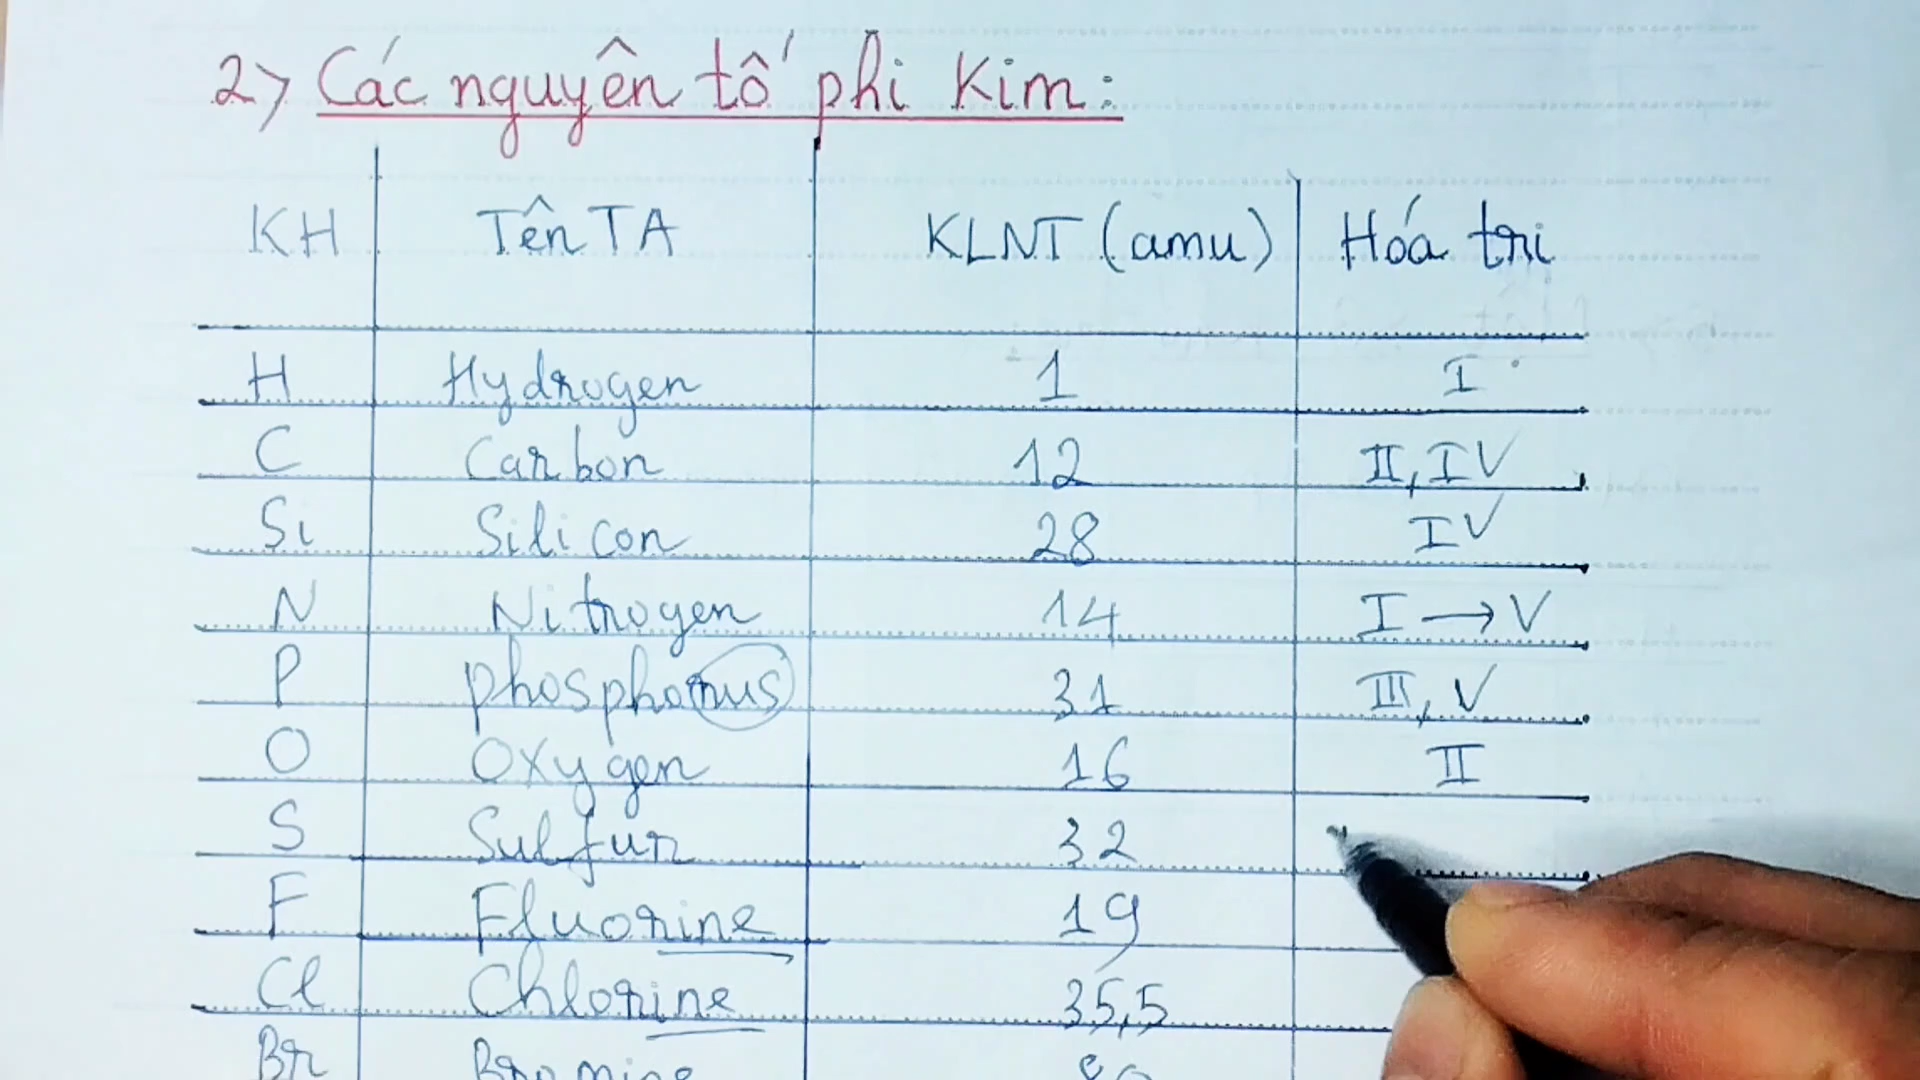 2> Các nguyên tố phi Kim:
KH Tên TA KLNT (amu) Hóa trị
H Hydrogen 1 I
C Carbon 12 II, IV
Si Silicon 28 IV
N Nitrogen 14 I → V
P phosphorus 31 III, V
O Oxygen 16 II
S Sulfur 32
F Fluorine 19
Cl Chlorine 35,5
Br Bromine